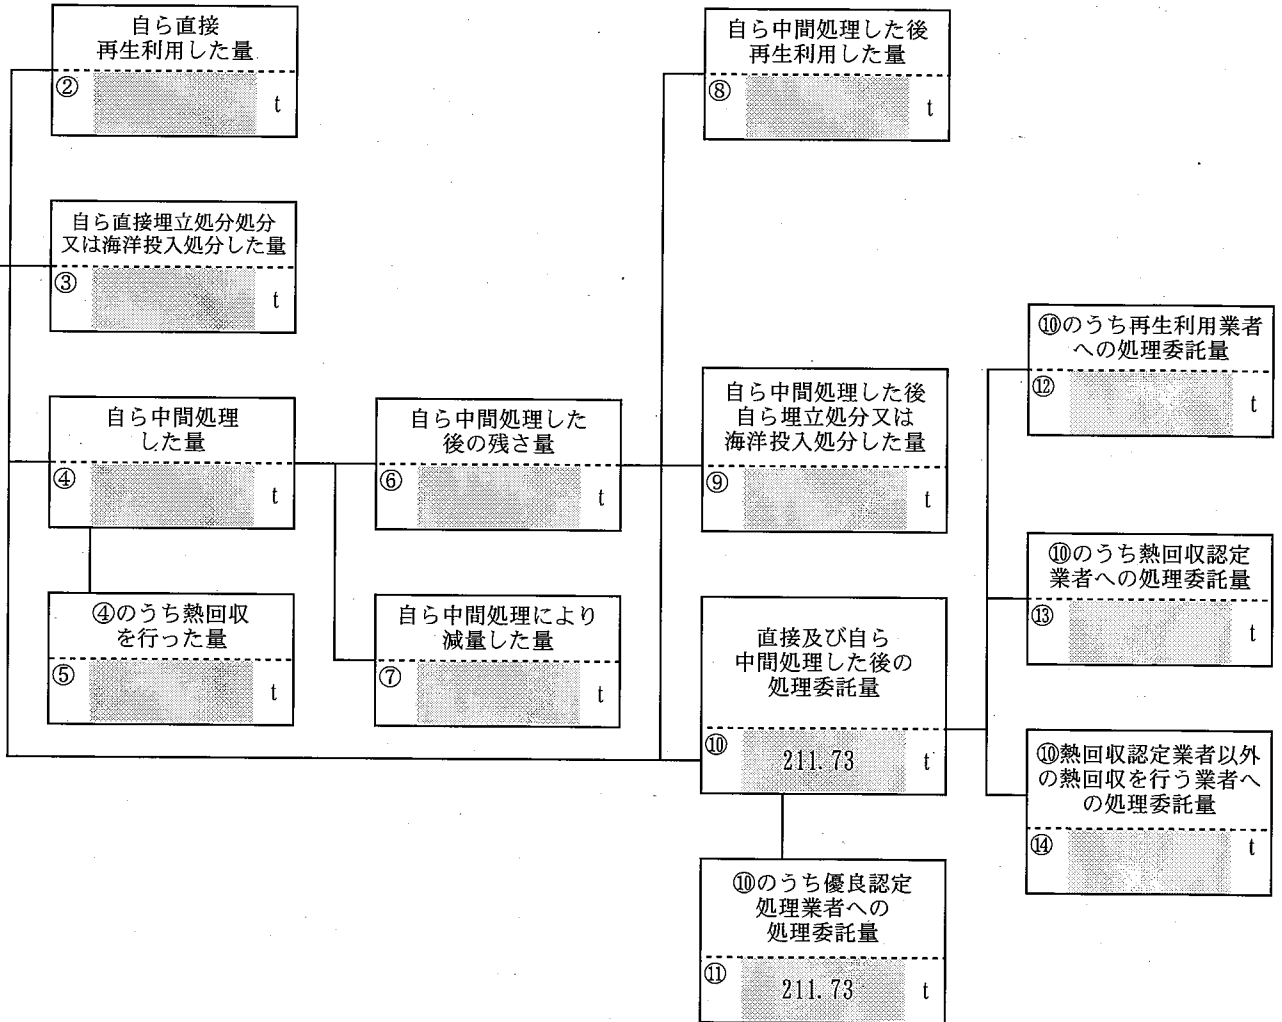 自ら直接
再生利用した量
②
t
自ら中間処理した後
再生利用した量
⑧
t
自ら直接埋立処分処分
又は海洋投入処分した量
③
t
⑩のうち再生利用業者
への処理委託量
⑫
t
自ら中間処理
した量
④
t
自ら中間処理した
後の残さ量
⑥
t
自ら中間処理した後
自ら埋立処分又は
海洋投入処分した量
⑨
t
⑩のうち熱回収認定
業者への処理委託量
⑬
t
④のうち熱回収
を行った量
⑤
t
自ら中間処理により
減量した量
⑦
t
直接及び自ら
中間処理した後の
処理委託量
⑩
211.73
t
⑩熱回収認定業者以外
の熱回収を行う業者へ
の処理委託量
⑭
t
⑩のうち優良認定
処理業者への
処理委託量
⑪
211.73
t